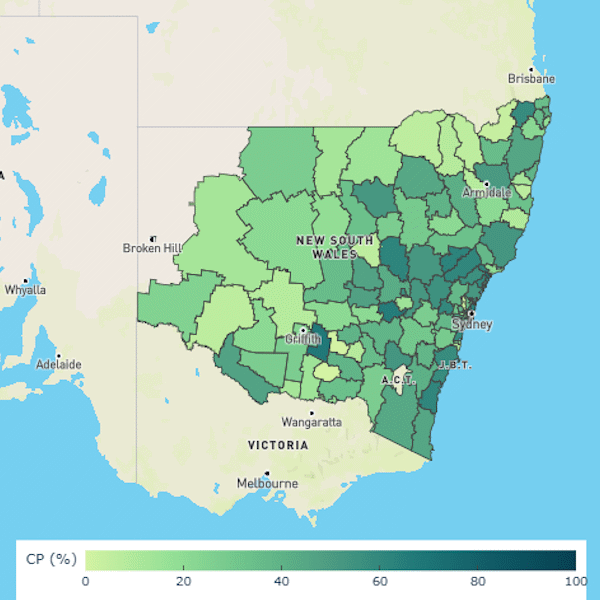 Brisbane
A
Armidale
Broken Hill
NEW SOUTH
WALES
Whyalla
Griffith
Sydney
Adelaide
J.B.T.
A.C.T.
Wangaratta
VICTORIA
Melbourne
CP (%)
0 20 40 60 80 100